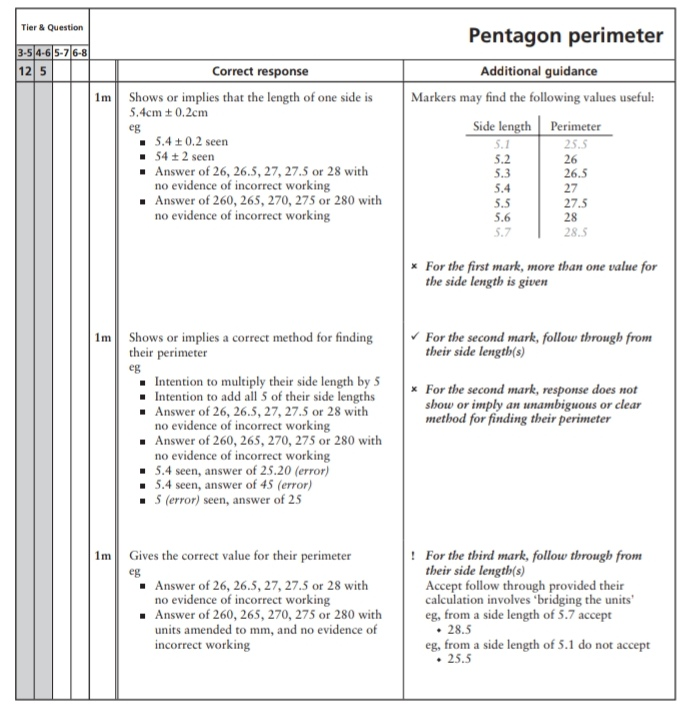 Tier & Question
Pentagon perimeter
3-5 4-6 5-7 6-8
12 5
Correct response
Additional guidance
1m
Shows or implies that the length of one side is
5.4cm ± 0.2cm
eg
▪ 5.4 ± 0.2 seen
▪ 54 ± 2 seen
▪ Answer of 26, 26.5, 27, 27.5 or 28 with
no evidence of incorrect working
▪ Answer of 260, 265, 270, 275 or 280 with
no evidence of incorrect working
Markers may find the following values useful:
Side length Perimeter
5.1 25.5
5.2 26
5.3 26.5
5.4 27
5.5 27.5
5.6 28
5.7 28.5
× For the first mark, more than one value for
the side length is given
1m
Shows or implies a correct method for finding
their perimeter
eg
▪ Intention to multiply their side length by 5
▪ Intention to add all 5 of their side lengths
▪ Answer of 26, 26.5, 27, 27.5 or 28 with
no evidence of incorrect working
▪ Answer of 260, 265, 270, 275 or 280 with
no evidence of incorrect working
▪ 5.4 seen, answer of 25.20 (error)
▪ 5.4 seen, answer of 45 (error)
▪ 5 (error) seen, answer of 25
✓ For the second mark, follow through from
their side length(s)
× For the second mark, response does not
show or imply an unambiguous or clear
method for finding their perimeter
1m
Gives the correct value for their perimeter
eg
▪ Answer of 26, 26.5, 27, 27.5 or 28 with
no evidence of incorrect working
▪ Answer of 260, 265, 270, 275 or 280 with
units amended to mm, and no evidence of
incorrect working
! For the third mark, follow through from
their side length(s)
Accept follow through provided their
calculation involves 'bridging the units'
eg, from a side length of 5.7 accept
• 28.5
eg, from a side length of 5.1 do not accept
• 25.5